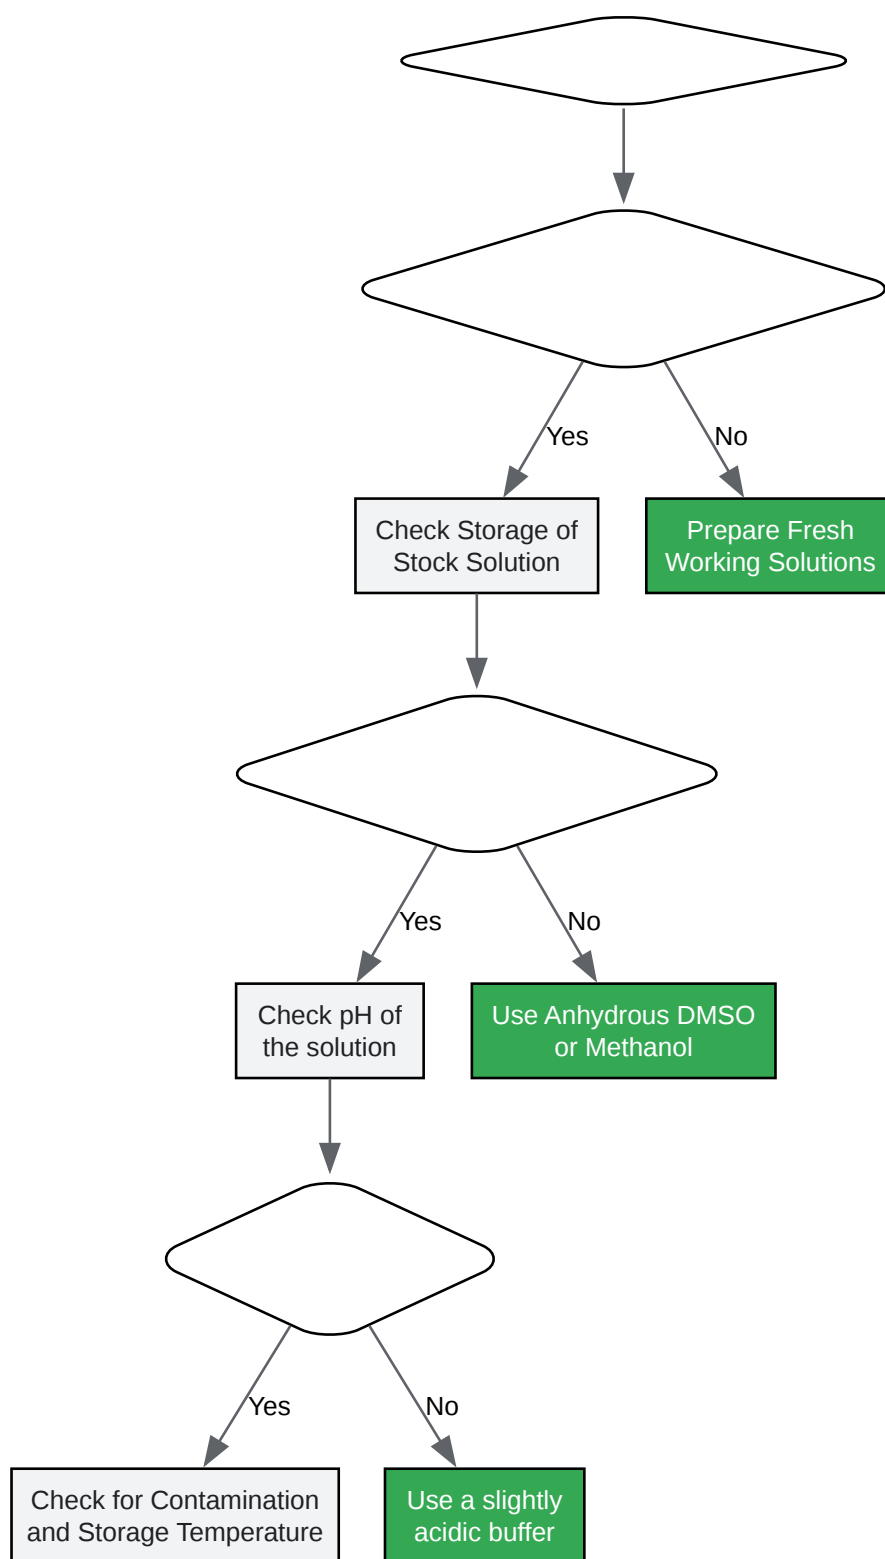 Yes
No
Check Storage of
Stock Solution
Prepare Fresh
Working Solutions
Yes
No
Check pH of
the solution
Use Anhydrous DMSO
or Methanol
Yes
No
Check for Contamination
and Storage Temperature
Use a slightly
acidic buffer